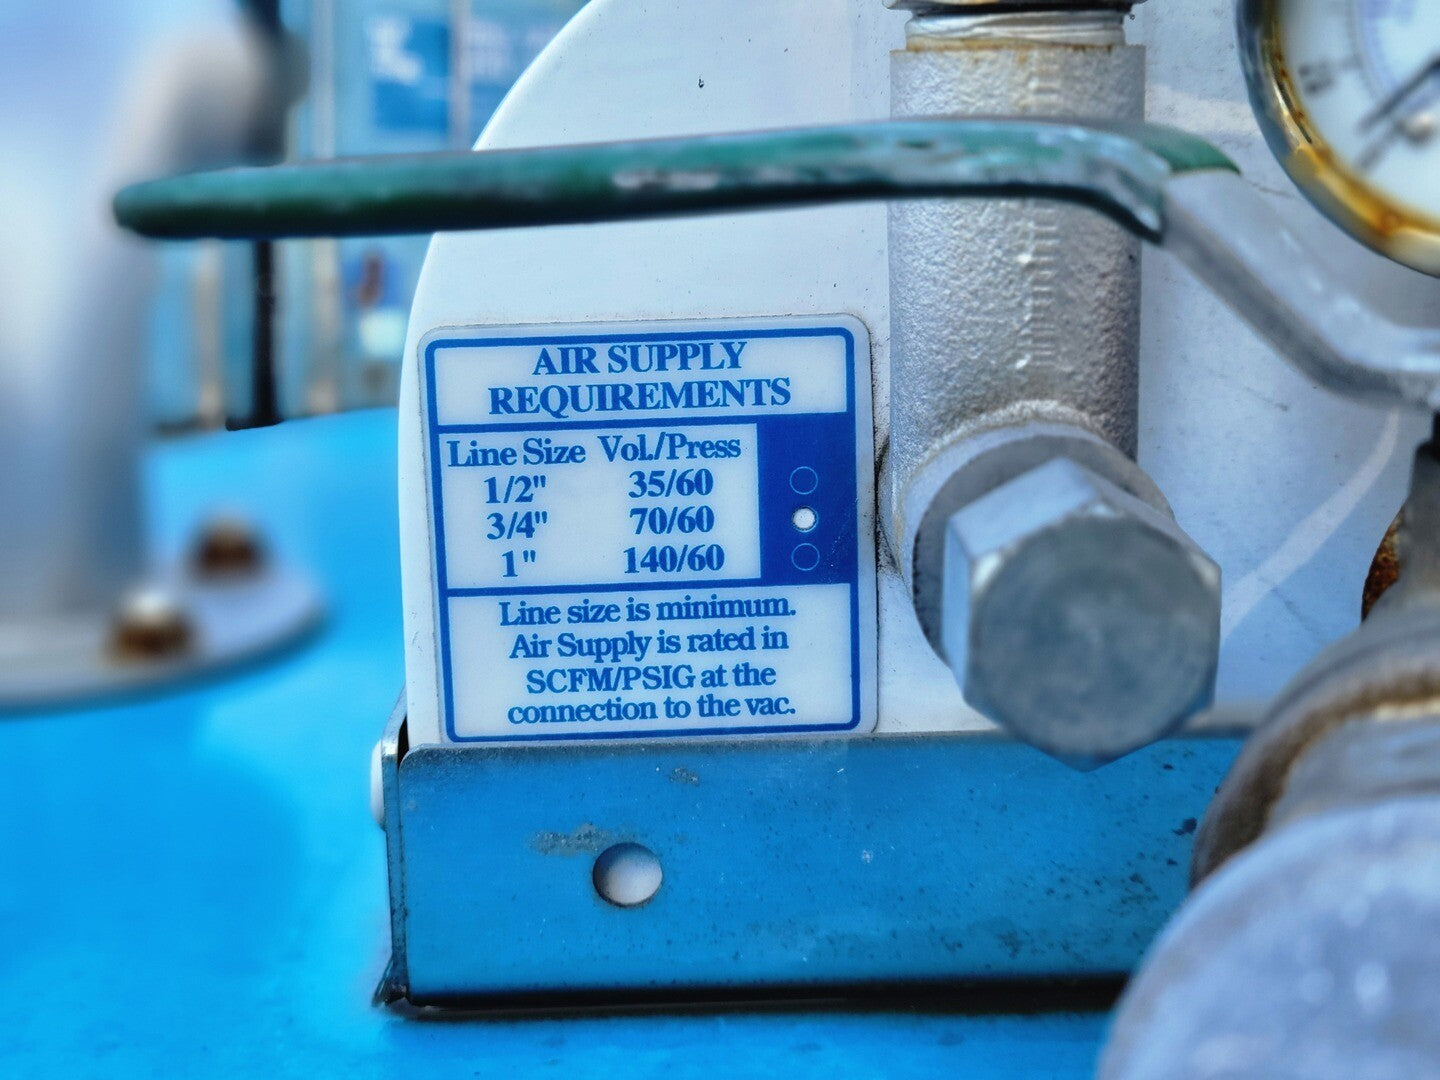 AIR SUPPLY
REQUIREMENTS
Line Size Vol./Press
1/2" 35/60
3/4" 70/60
1" 140/60
Line size is minimum.
Air Supply is rated in
SCFM/PSIG at the
connection to the vac.